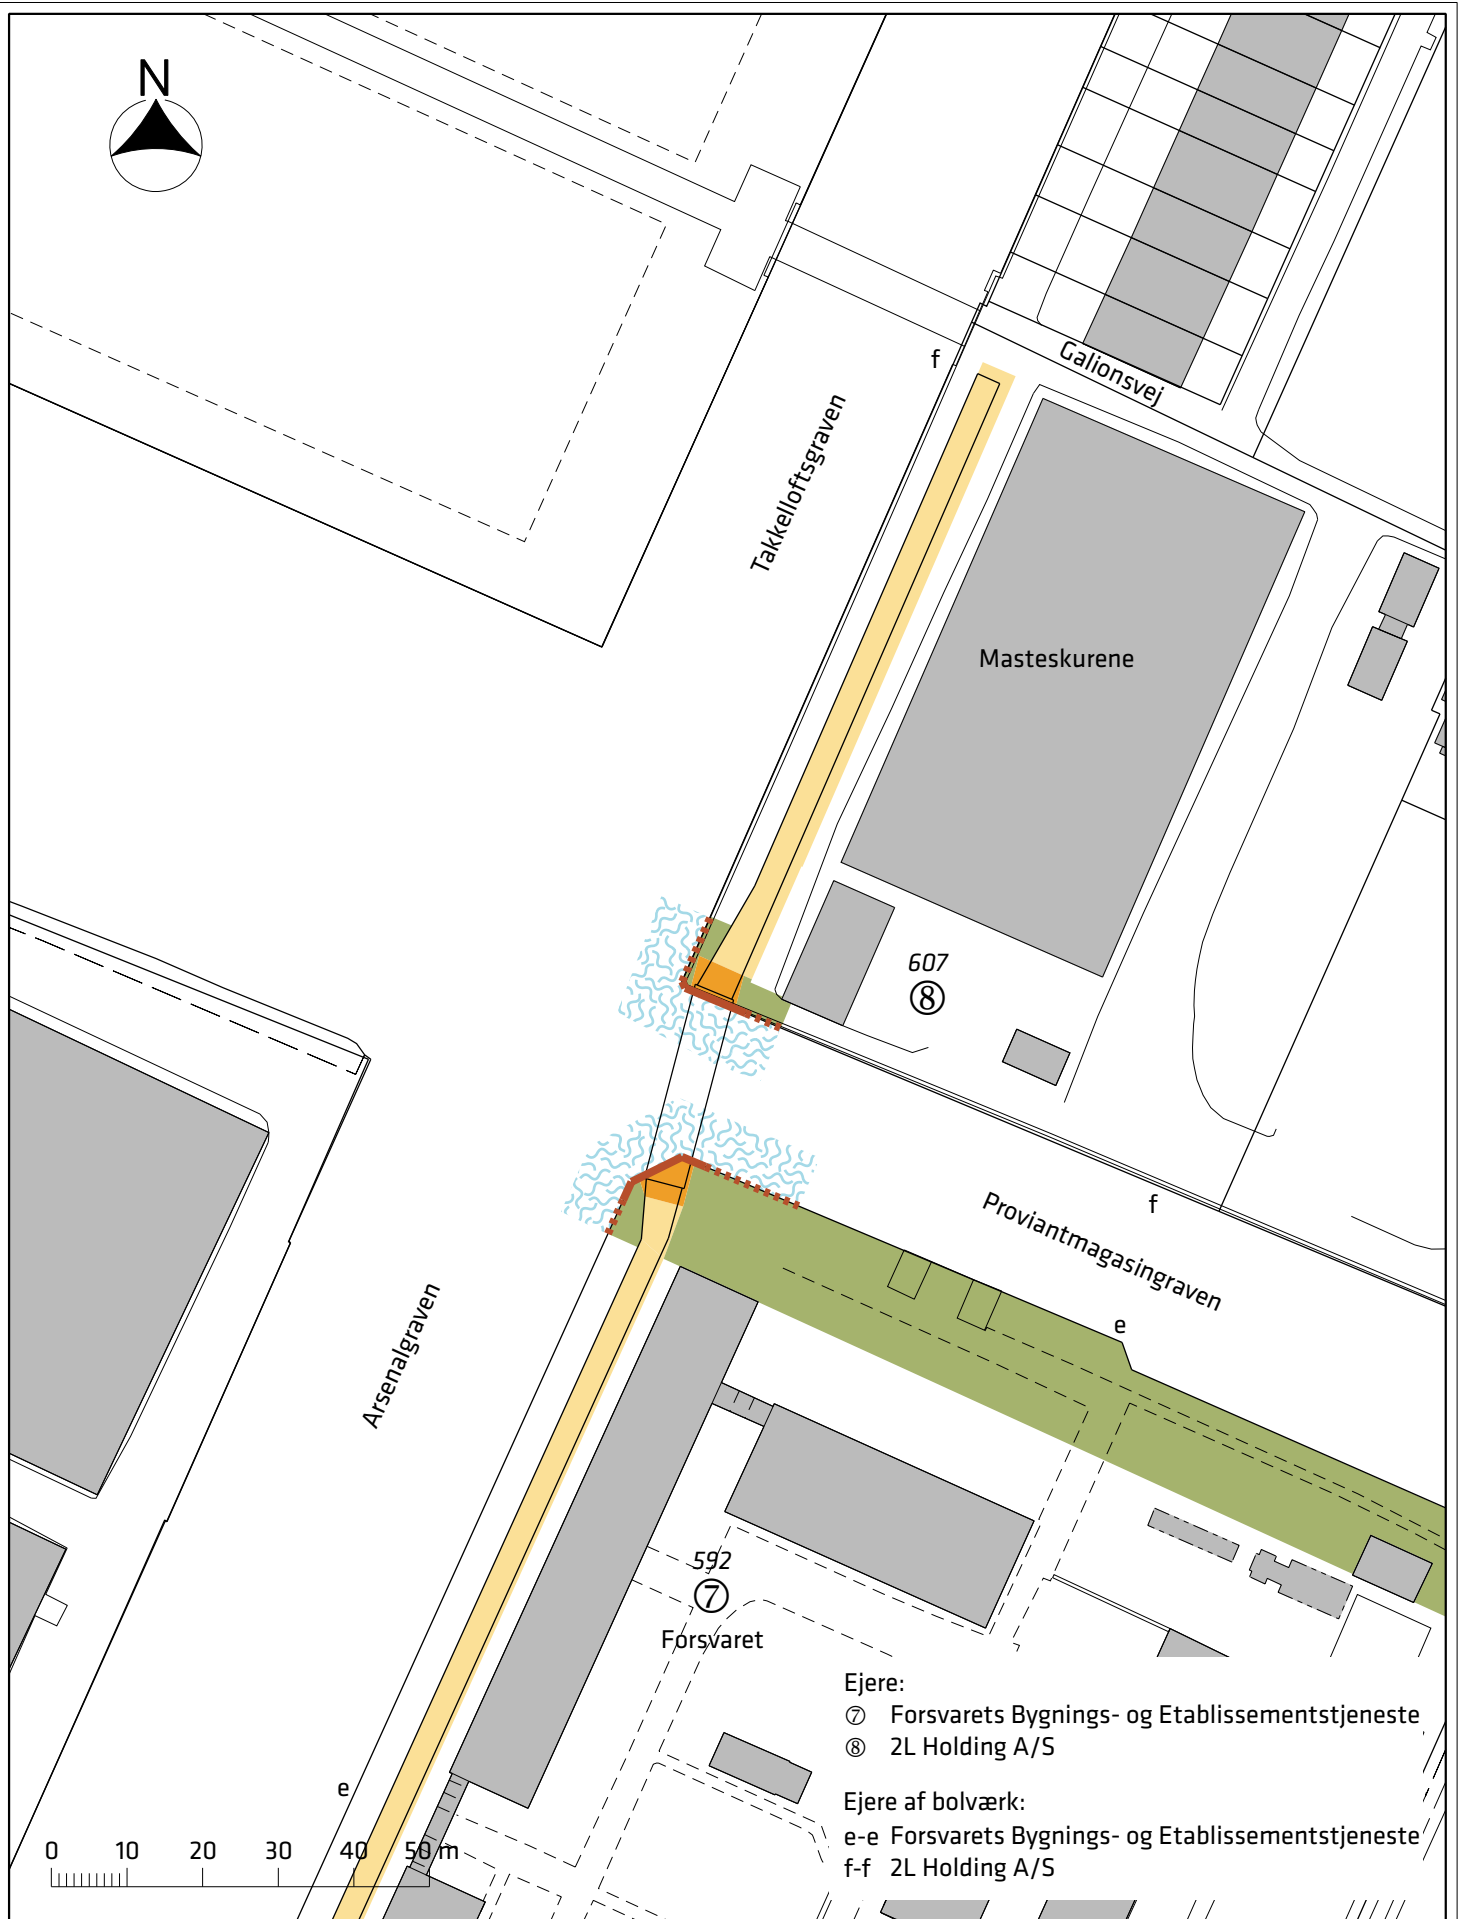 N
f
Galionsvej
Takkelloftsgraven
Masteskurene
607
⑧
f
Proviantmagasingraven
e
Arsenalgraven
592
⑦
Forsvaret
Ejere:
⑦ Forsvarets Bygnings- og Etablissementstjeneste
⑧ 2L Holding A/S
e
Ejere af bolværk:
e-e Forsvarets Bygnings- og Etablissementstjeneste
f-f 2L Holding A/S
0 10 20 30 40 50 m